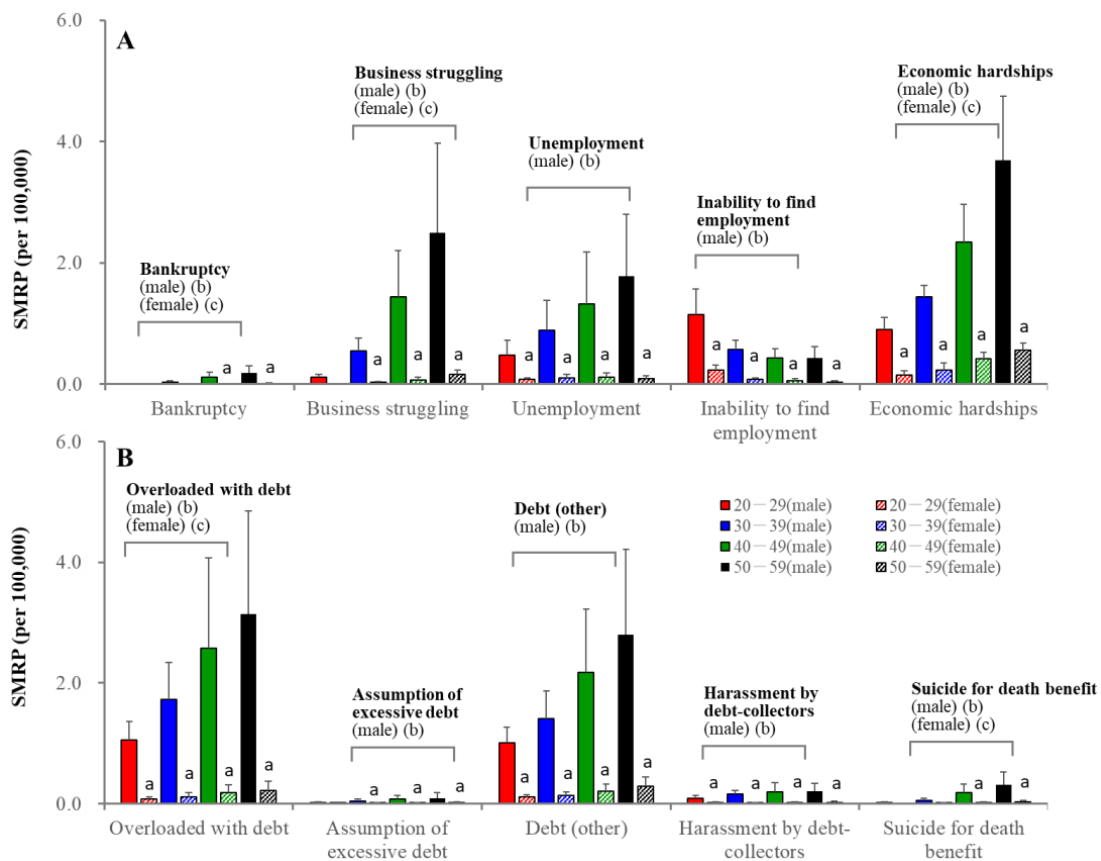 6.0
A
Business struggling
(male) (b)
(female) (c)
Economic hardships
(male) (b)
(female) (c)
4.0
Unemployment
(male) (b)
SMRP (per 100,000)
Inability to find
employment
(male) (b)
Bankruptcy
(male) (b)
(female) (c)
2.0
a a a a a a a a a a a a a a a a a
0.0
Bankruptcy
Business struggling
Unemployment
Inability to find
employment
Economic hardships
6.0
B
Overloaded with debt
(male) (b)
(female) (c)
Debt (other)
(male) (b)
20－29(male) 20－29(female)
30－39(male) 30－39(female)
40－49(male) 40－49(female)
50－59(male) 50－59(female)
4.0
SMRP (per 100,000)
2.0
Assumption of
excessive debt
(male) (b)
Harassment by
debt-collectors
(male) (b)
Suicide for death benefit
(male) (b)
(female) (c)
a a a a a a a a a a a a a a a a a a
0.0
Overloaded with debt
Assumption of
excessive debt
Debt (other)
Harassment by debt-
collectors
Suicide for death
benefit